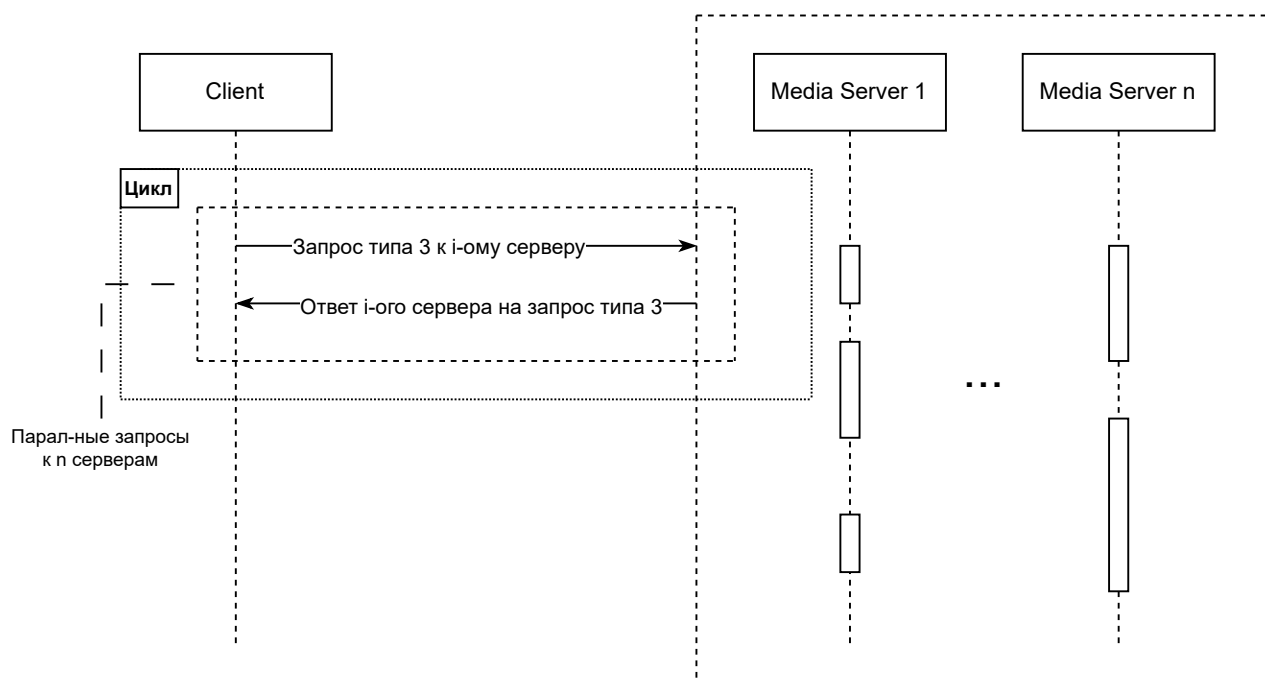 Client
Media Server 1
Media Server n
Цикл
Запрос типа 3 к i-ому серверу
Ответ i-ого сервера на запрос типа 3
...
Парал-ные запросы
к n серверам